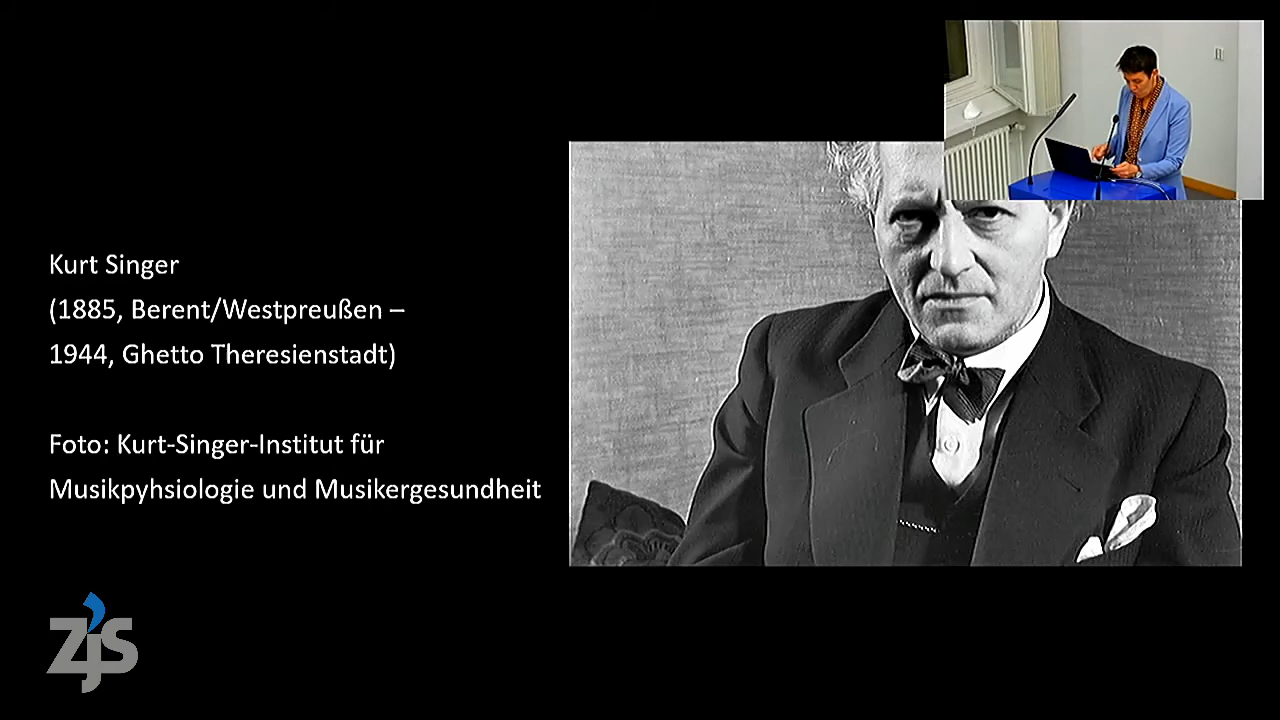 Kurt Singer
(1885, Berent/Westpreußen –
1944, Ghetto Theresienstadt)
Foto: Kurt-Singer-Institut für
Musikpyhsiologie und Musikergesundheit
ZjS